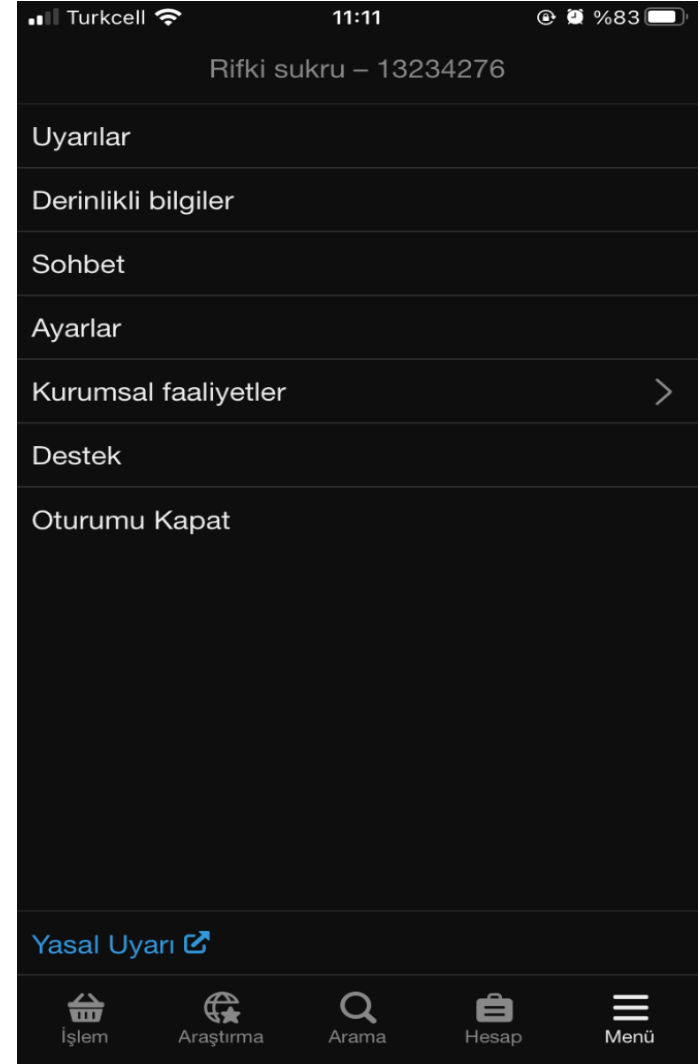 Turkcell 11:11 %83
Rifki sukru – 13234276
Uyarılar
Derinlikli bilgiler
Sohbet
Ayarlar
Kurumsal faaliyetler
Destek
Oturumu Kapat
Yasal Uyarı
İşlem Araştırma Arama Hesap Menü